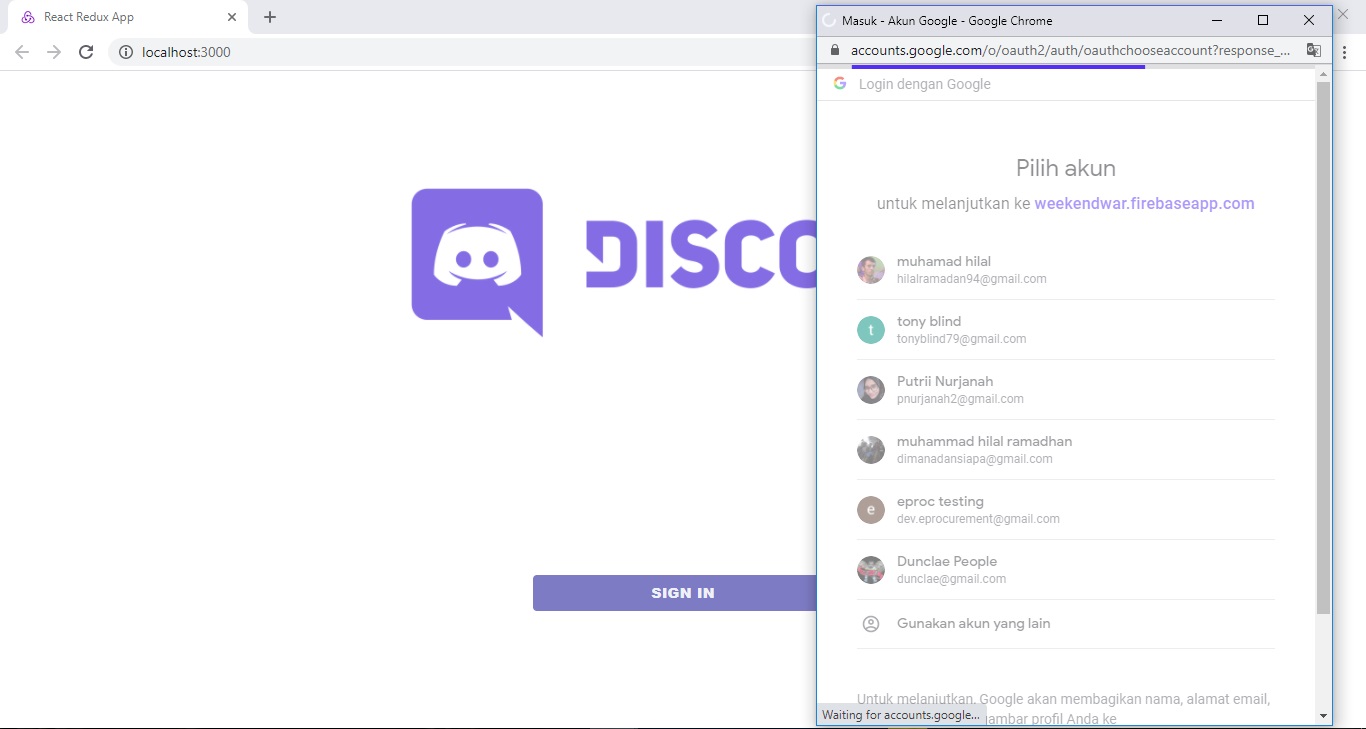 React Redux App
localhost:3000
DISCO
SIGN IN
Masuk - Akun Google - Google Chrome
accounts.google.com/o/oauth2/auth/oauthchooseaccount?response_...
Login dengan Google
Pilih akun
untuk melanjutkan ke weekendwar.firebaseapp.com
muhamad hilal
hilalramadan94@gmail.com
t
tony blind
tonyblind79@gmail.com
Putrii Nurjanah
pnurjanah2@gmail.com
muhammad hilal ramadhan
dimanadansiapa@gmail.com
e
eproc testing
dev.eprocurement@gmail.com
Dunclae People
dunclae@gmail.com
Gunakan akun yang lain
Untuk melanjutkan, Google akan membagikan nama, alamat email,
gambar profil Anda ke
Waiting for accounts.google...